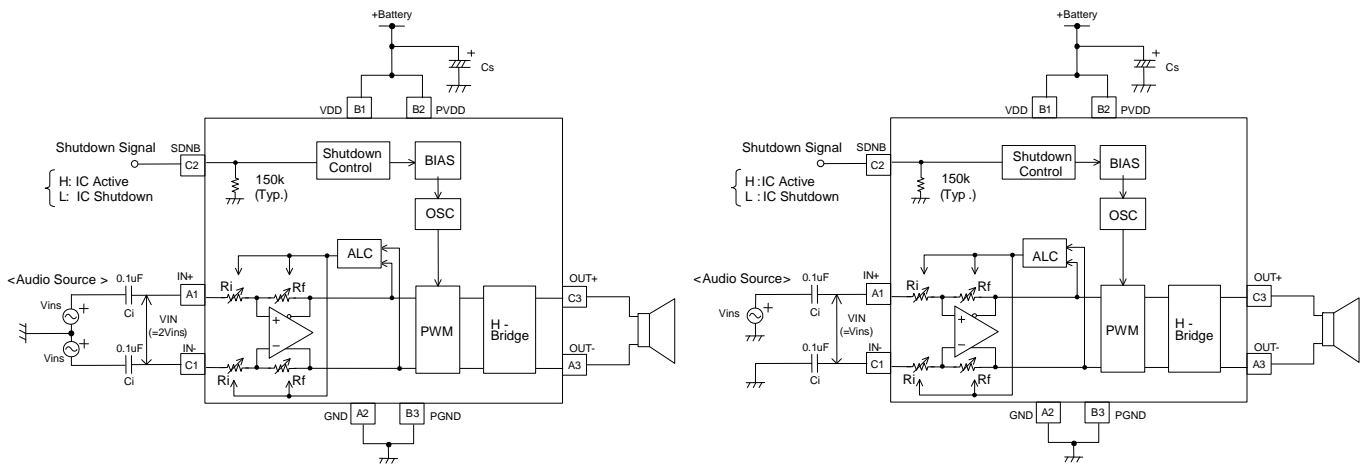 +Battery
+
Cs
VDD
B1
B2
PVDD
Shutdown Signal
SDNB
C2
H: IC Active
L: IC Shutdown
150k
(Typ.)
Shutdown
Control
BIAS
OSC
ALC
<Audio Source >
0.1uF
IN+
A1
Ri
Rf
Vins
+
Ci
VIN
(=2Vins)
+
-
PWM
H -
Bridge
OUT+
C3
Vins
+
0.1uF
IN-
C1
Ci
Ri
Rf
OUT-
A3
GND
A2
B3
PGND
+Battery
+
Cs
VDD
B1
B2
PVDD
Shutdown Signal
SDNB
C2
H : IC Active
L : IC Shutdown
150k
(Typ .)
Shutdown
Control
BIAS
OSC
ALC
<Audio Source>
0.1uF
IN+
A1
Ri
Rf
Vins
+
Ci
VIN
(=Vins)
+
-
PWM
H -
Bridge
OUT+
C3
0.1uF
IN-
C1
Ci
Ri
Rf
OUT-
A3
GND
A2
B3
PGND